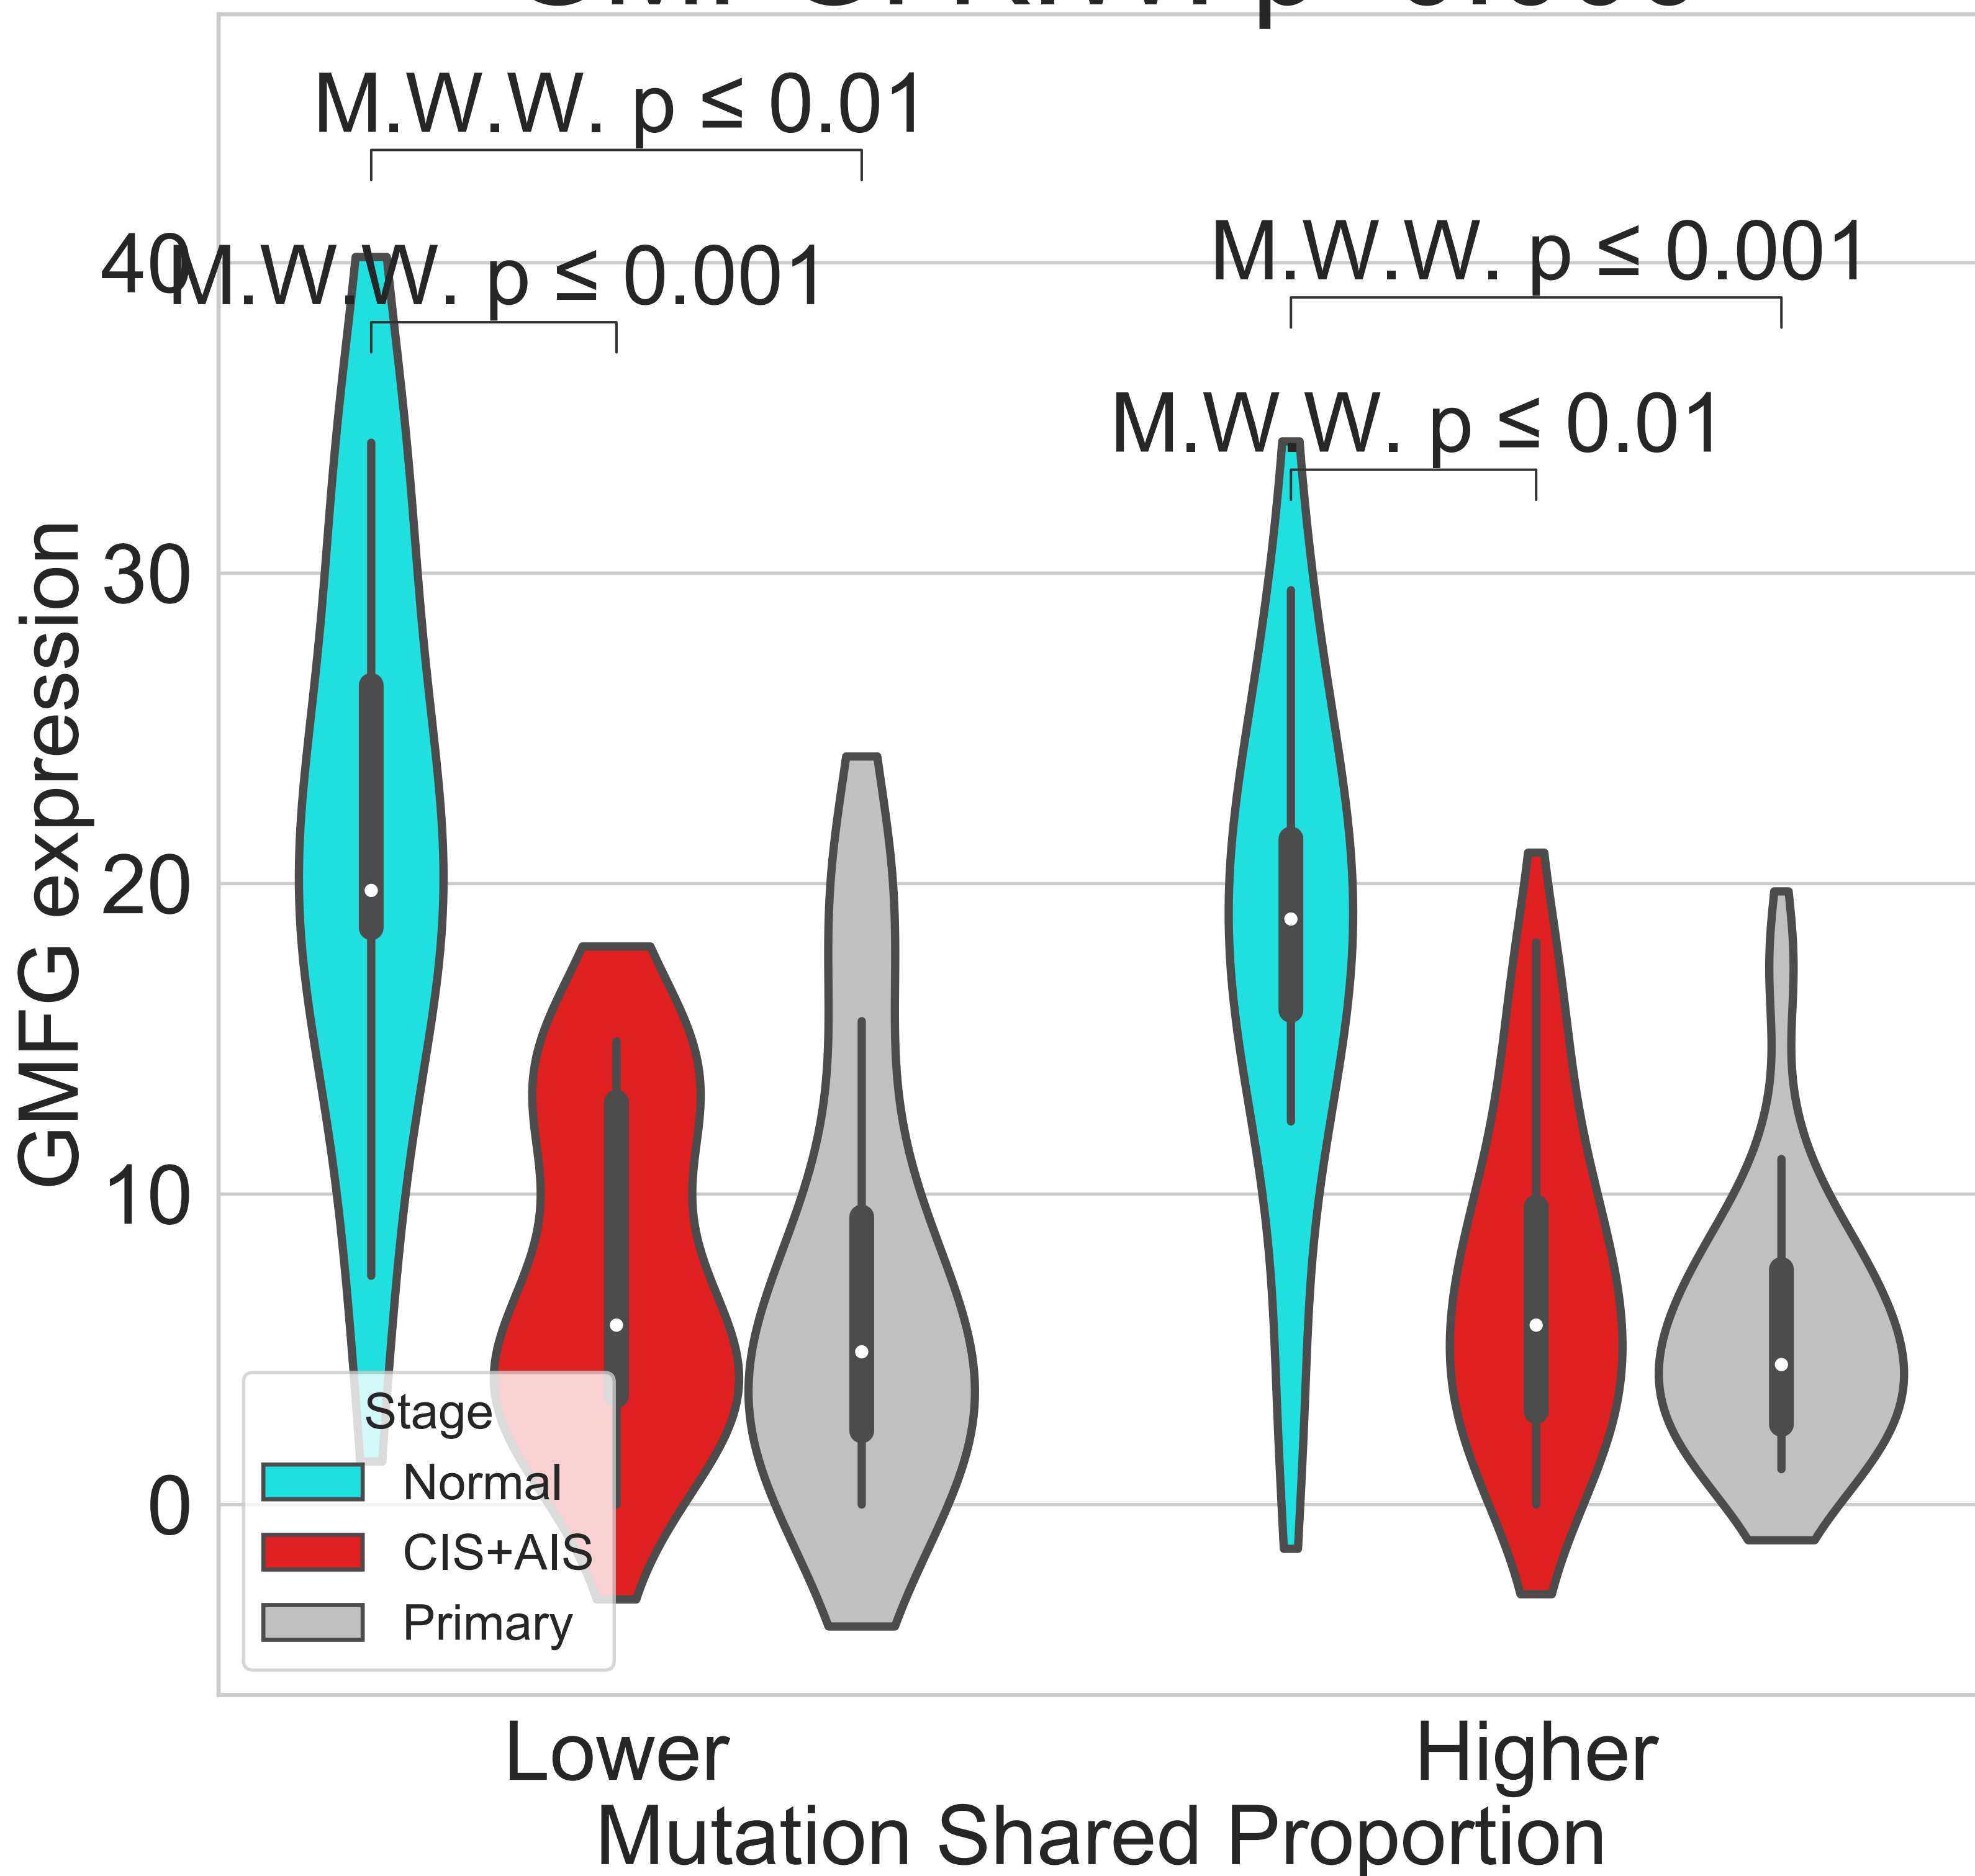 M.W.W. p ≤ 0.01
M.W.W. p ≤ 0.001
M.W.W. p ≤ 0.001
M.W.W. p ≤ 0.01
40
30
20
10
0
GMFG expression
Stage
Normal
CIS+AIS
Primary
Lower
Higher
Mutation Shared Proportion